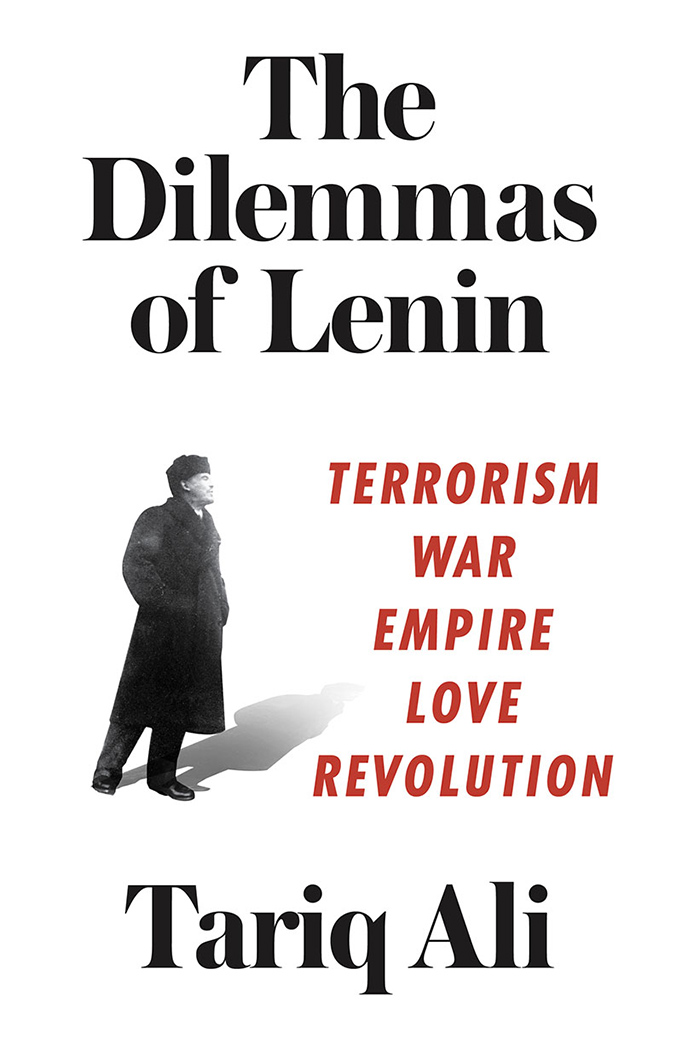 The
Dilemmas
of Lenin
TERRORISM
WAR
EMPIRE
LOVE
REVOLUTION
Tariq Ali